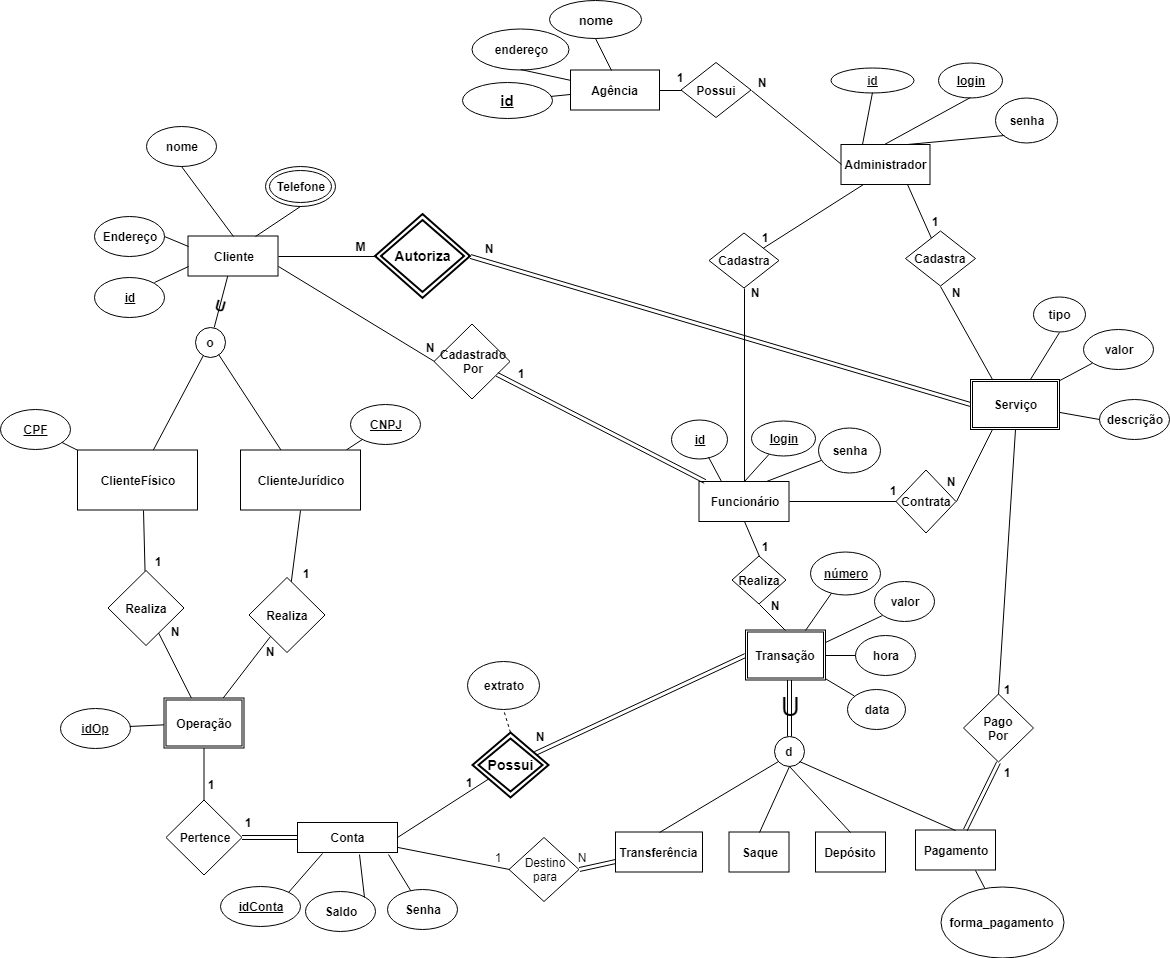 nome
endereço
id
Agência
1
Possui
N
id
login
senha
Administrador
nome
Telefone
Endereço
id
Cliente
M
Autoriza
N
1
Cadastra
N
1
Cadastra
N
U
o
N
Cadastrado
Por
1
tipo
valor
descrição
Serviço
CPF
ClienteFísico
CNPJ
ClienteJurídico
id
login
senha
Funcionário
1
Contrata
N
1
Realiza
N
1
Realiza
N
1
Realiza
N
número
valor
hora
data
Transação
U
d
idOp
Operação
extrato
Possui
N
1
1
Pago
Por
1
1
Pertence
1
Conta
idConta
Saldo
Senha
1
Destino
para
N
Transferência
Saque
Depósito
Pagamento
forma_pagamento